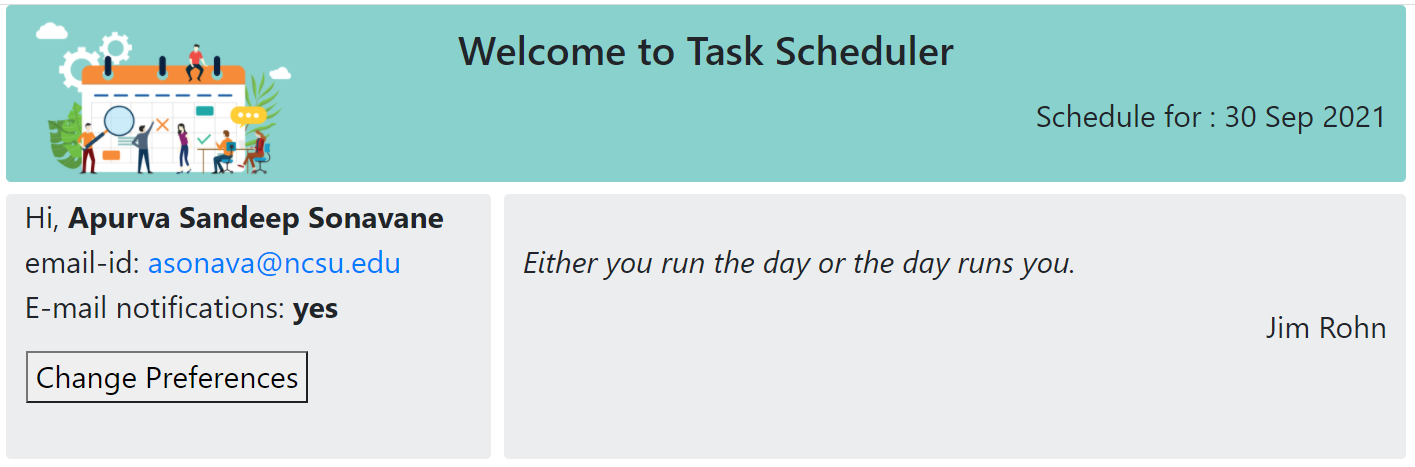 Welcome to Task Scheduler
Schedule for : 30 Sep 2021
Hi, Apurva Sandeep Sonavane
email-id: asonava@ncsu.edu
E-mail notifications: yes
Change Preferences
Either you run the day or the day runs you.
Jim Rohn